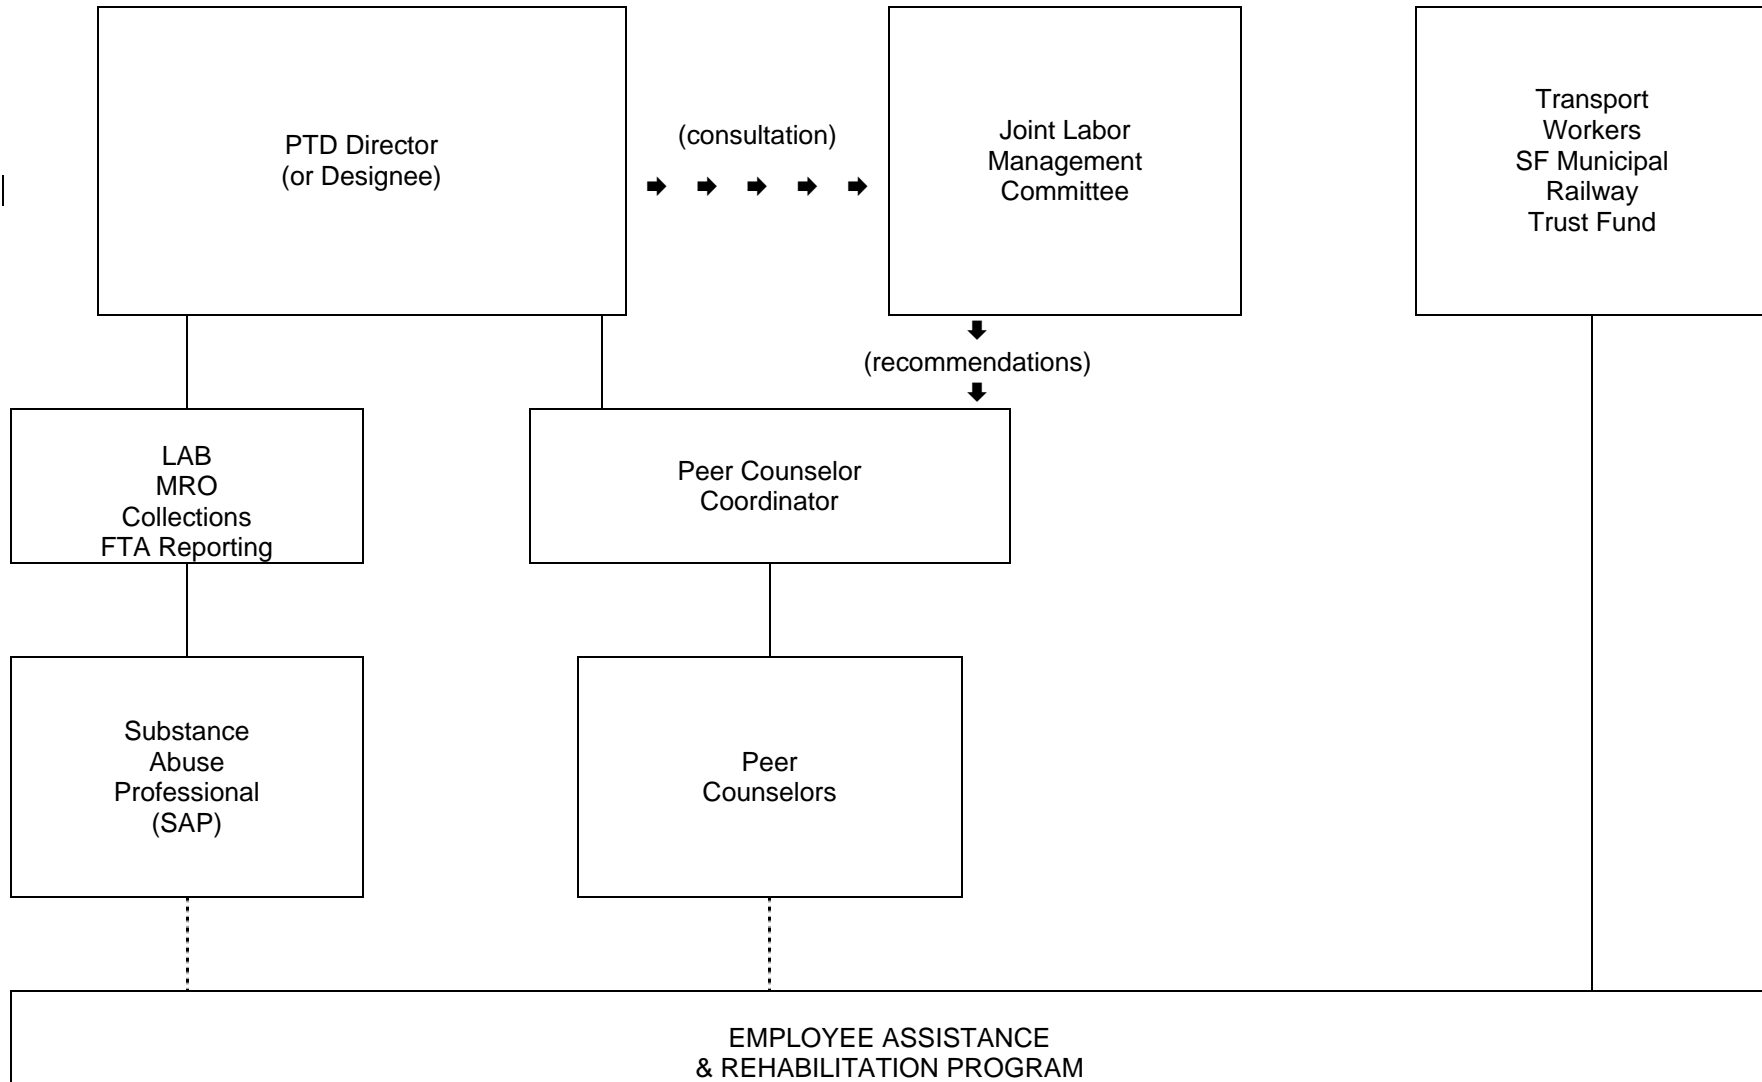 PTD Director
(or Designee)
(consultation)
Joint Labor
Management
Committee
Transport
Workers
SF Municipal
Railway
Trust Fund
(recommendations)
LAB
MRO
Collections
FTA Reporting
Peer Counselor
Coordinator
Substance
Abuse
Professional
(SAP)
Peer
Counselors
EMPLOYEE ASSISTANCE
& REHABILITATION PROGRAM